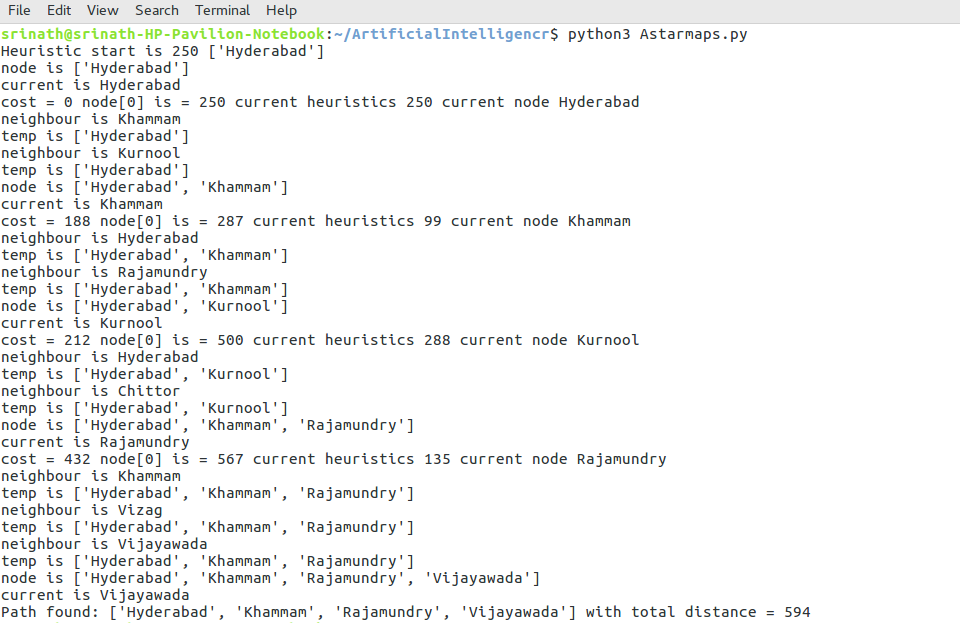 File Edit View Search Terminal Help
srinath@srinath-HP-Pavilion-Notebook:~/ArtificialIntelligencr$ python3 Astarmaps.py
Heuristic start is 250 ['Hyderabad']
node is ['Hyderabad']
current is Hyderabad
cost = 0 node[0] is = 250 current heuristics 250 current node Hyderabad
neighbour is Khammam
temp is ['Hyderabad']
neighbour is Kurnool
temp is ['Hyderabad']
node is ['Hyderabad', 'Khammam']
current is Khammam
cost = 188 node[0] is = 287 current heuristics 99 current node Khammam
neighbour is Hyderabad
temp is ['Hyderabad', 'Khammam']
neighbour is Rajamundry
temp is ['Hyderabad', 'Khammam']
node is ['Hyderabad', 'Kurnool']
current is Kurnool
cost = 212 node[0] is = 500 current heuristics 288 current node Kurnool
neighbour is Hyderabad
temp is ['Hyderabad', 'Kurnool']
neighbour is Chittor
temp is ['Hyderabad', 'Kurnool']
node is ['Hyderabad', 'Khammam', 'Rajamundry']
current is Rajamundry
cost = 432 node[0] is = 567 current heuristics 135 current node Rajamundry
neighbour is Khammam
temp is ['Hyderabad', 'Khammam', 'Rajamundry']
neighbour is Vizag
temp is ['Hyderabad', 'Khammam', 'Rajamundry']
neighbour is Vijayawada
temp is ['Hyderabad', 'Khammam', 'Rajamundry']
node is ['Hyderabad', 'Khammam', 'Rajamundry', 'Vijayawada']
current is Vijayawada
Path found: ['Hyderabad', 'Khammam', 'Rajamundry', 'Vijayawada'] with total distance = 594